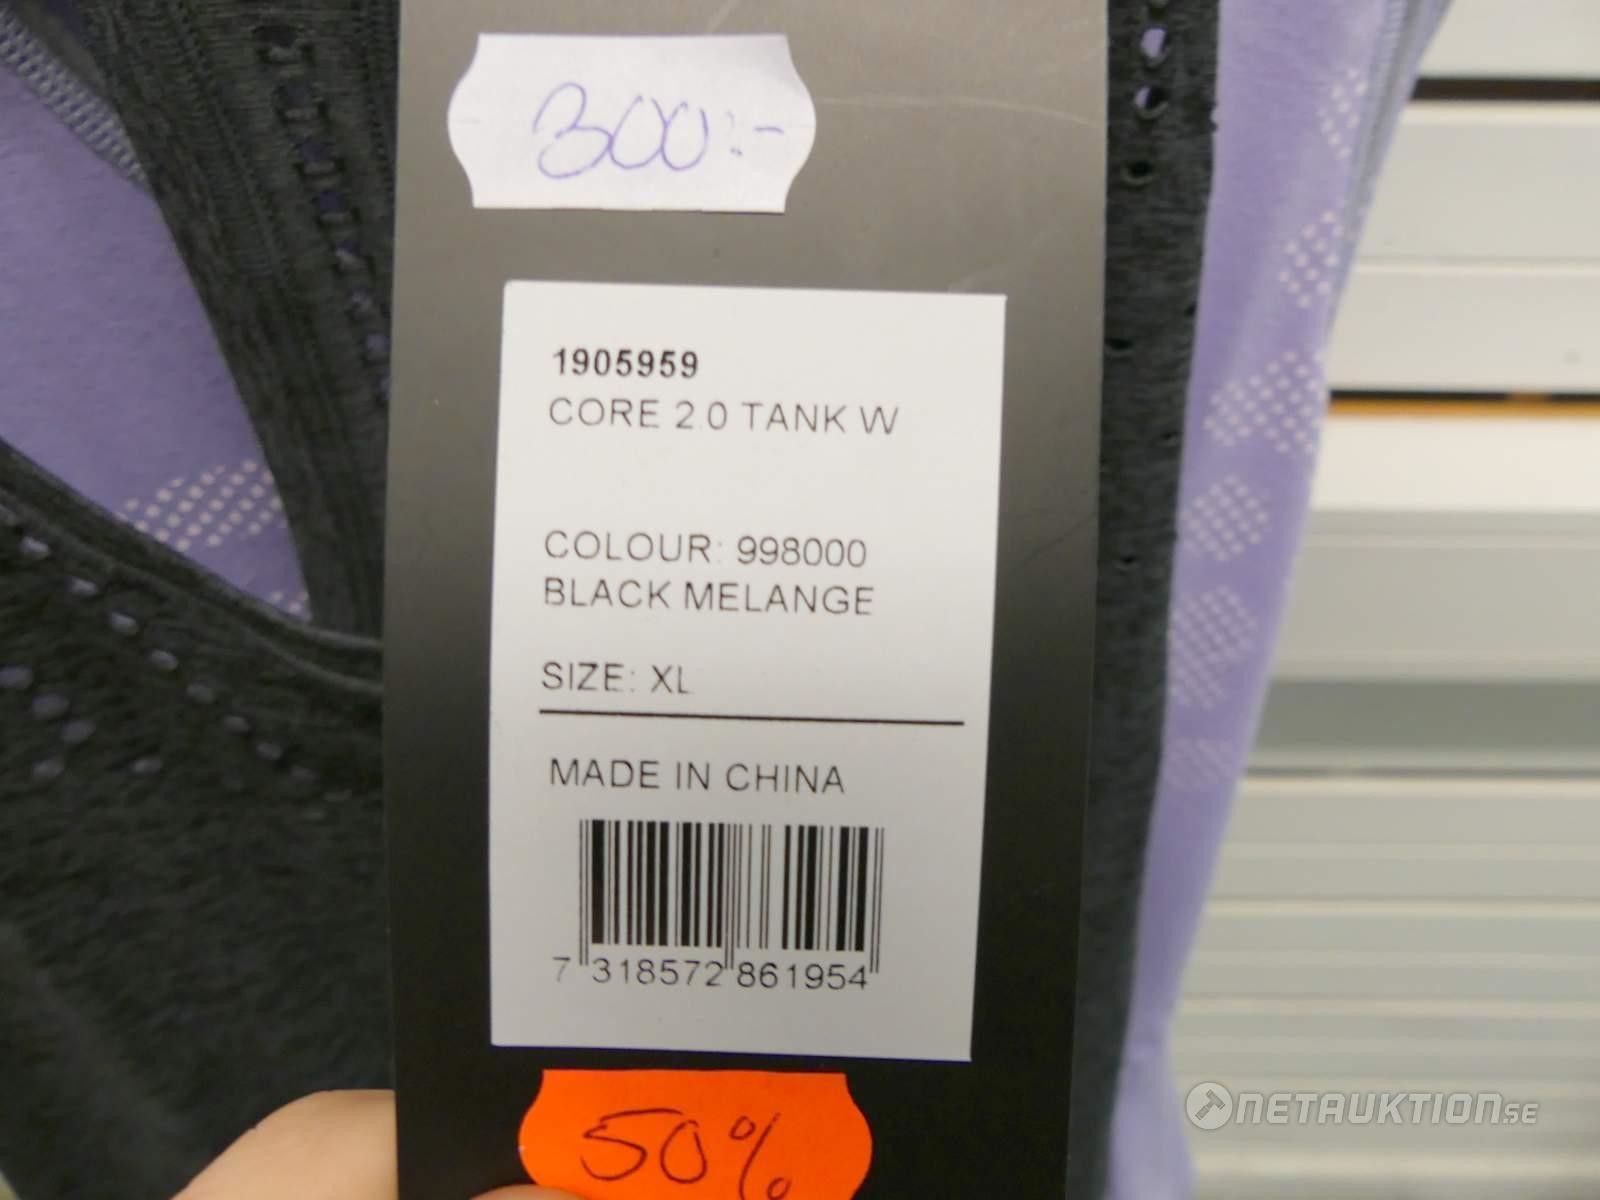 300:-
1905959
CORE 2.0 TANK W
COLOUR: 998000
BLACK MELANGE
SIZE: XL
MADE IN CHINA
7 318572 861954
50%
NETAUKTION.SE